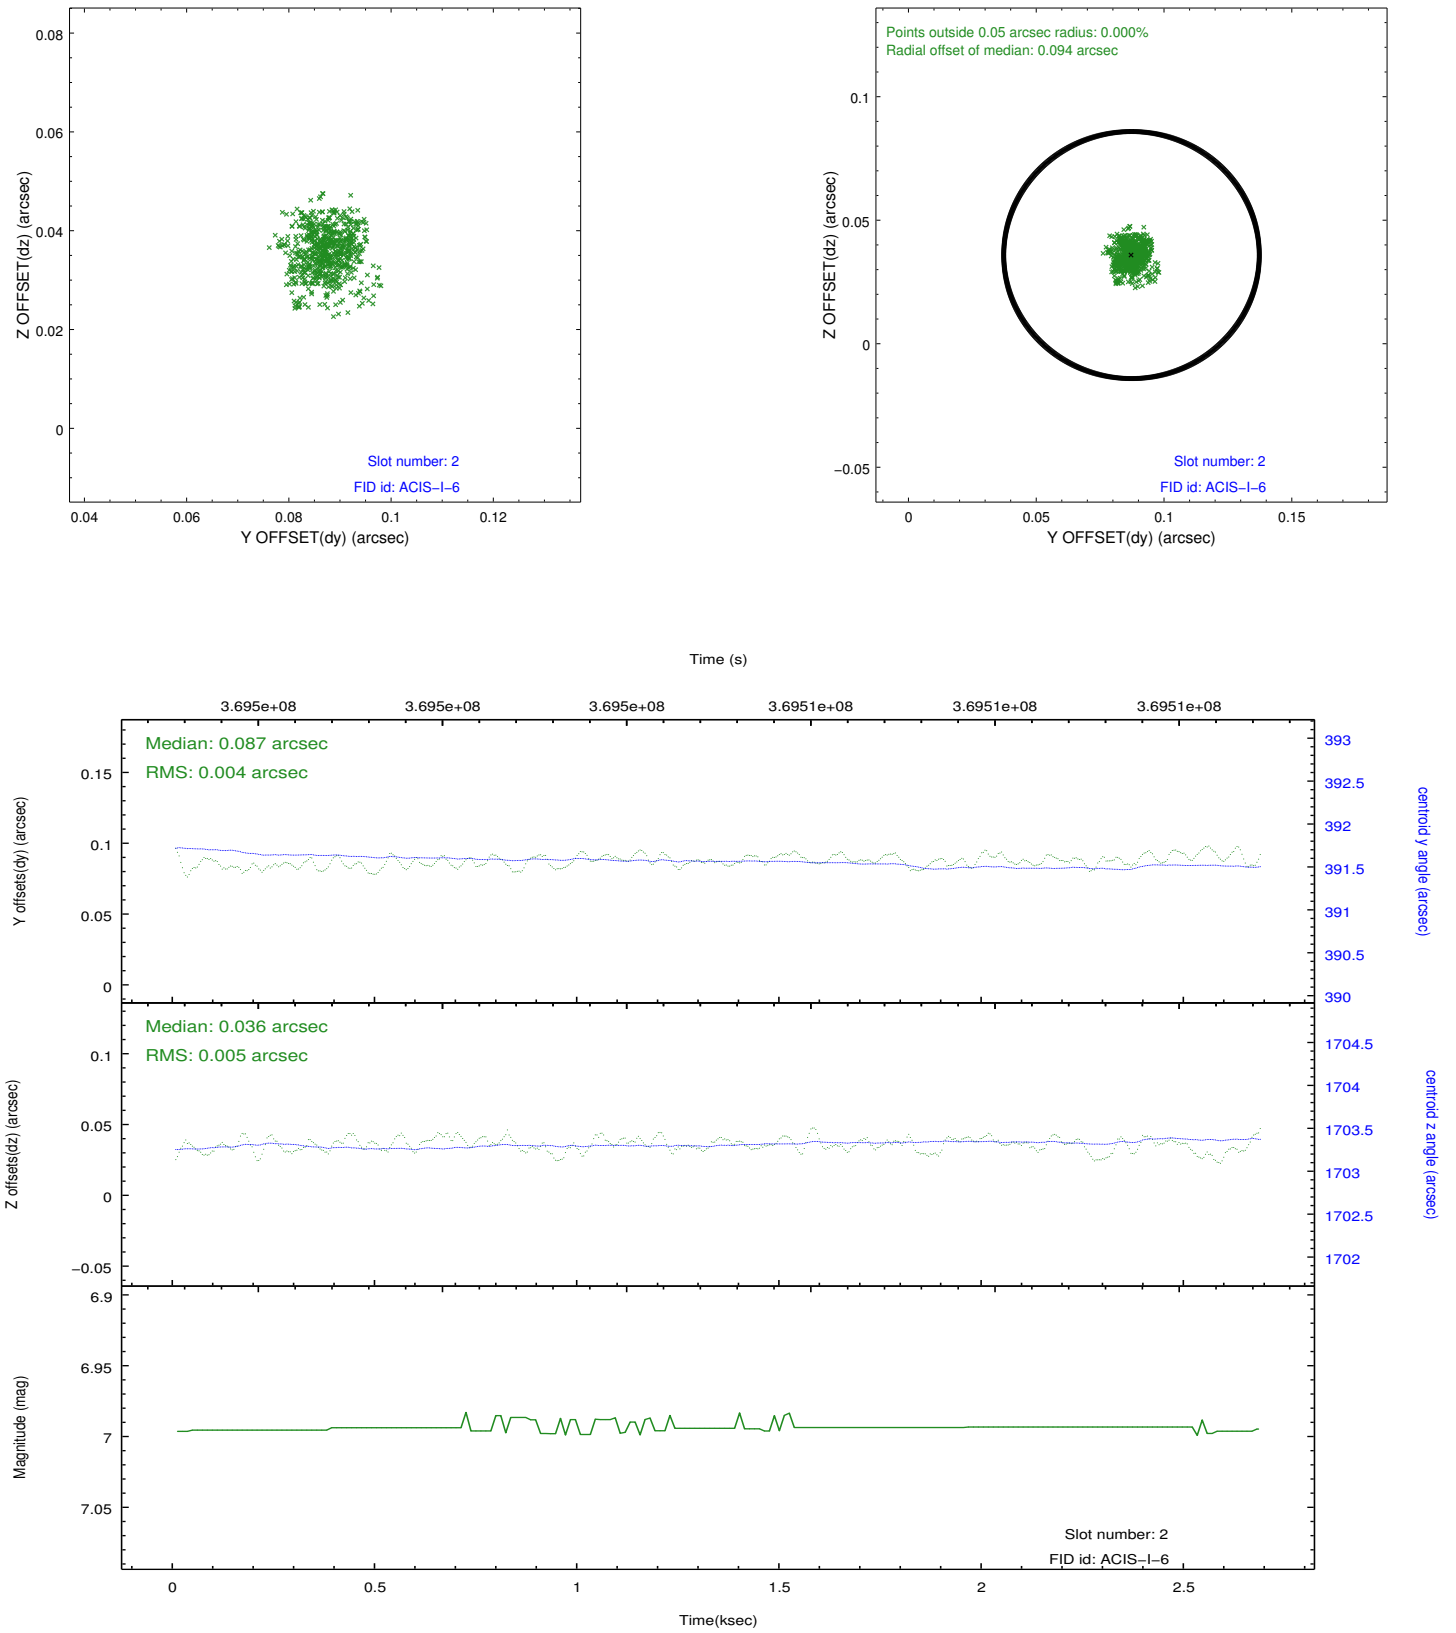 0.08
0.06
0.04
0.02
0
Z OFFSET(dz) (arcsec)
Slot number: 2
FID id: ACIS−I−6
0.04 0.06 0.08 0.1 0.12
Y OFFSET(dy) (arcsec)
Points outside 0.05 arcsec radius: 0.000%
Radial offset of median: 0.094 arcsec
0.1
0.05
0
−0.05
Z OFFSET(dz) (arcsec)
Slot number: 2
FID id: ACIS−I−6
0 0.05 0.1 0.15
Y OFFSET(dy) (arcsec)
Time (s)
3.695e+08 3.695e+08 3.695e+08 3.6951e+08 3.6951e+08 3.6951e+08
Median: 0.087 arcsec
RMS: 0.004 arcsec
0.15
0.1
0.05
0
Y offsets(dy) (arcsec)
393
392.5
392
391.5
391
390.5
390
centroid y angle (arcsec)
Median: 0.036 arcsec
RMS: 0.005 arcsec
0.1
0.05
0
−0.05
Z offsets(dz) (arcsec)
1704.5
1704
1703.5
1703
1702.5
1702
centroid z angle (arcsec)
6.9
6.95
7
7.05
Magnitude (mag)
Slot number: 2
FID id: ACIS−I−6
0 0.5 1 1.5 2 2.5
Time(ksec)